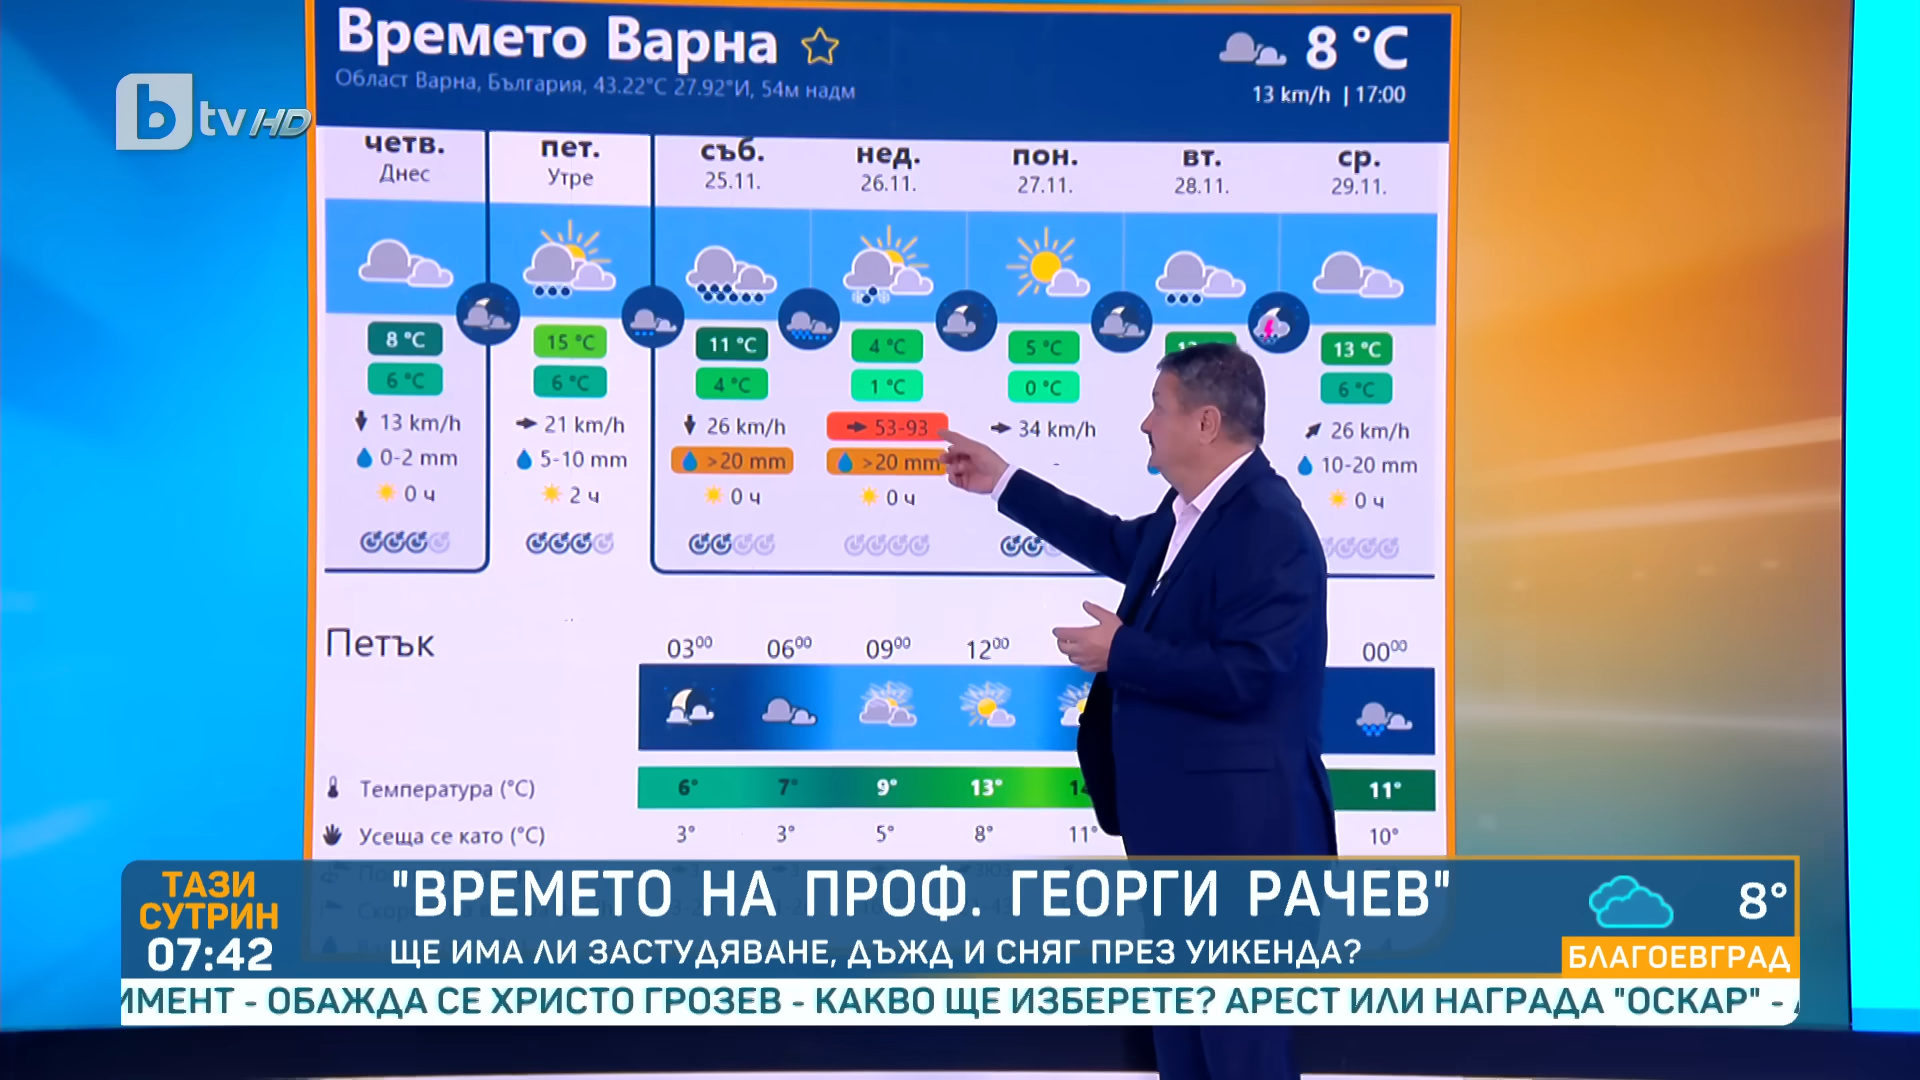 Времето Варна
8 °C
Област Варна, България, 43.22°С 27.92°И, 54м надм
13 km/h | 17:00
btv HD
четв. пет. съб. нед. пон. вт. ср.
Днес Утре 25.11. 26.11. 27.11. 28.11. 29.11.
8 °C 15 °C 11 °C 4 °C 5 °C 13 °C
6 °C 6 °C 4 °C 1 °C 0 °C 6 °C
13 km/h 21 km/h 26 km/h 53-93 34 km/h 26 km/h
0-2 mm 5-10 mm >20 mm >20 mm - 10-20 mm
0 ч 2 ч 0 ч 0 ч 0 ч
Петък
03⁰⁰ 06⁰⁰ 09⁰⁰ 12⁰⁰ 00⁰⁰
Температура (°C) 6° 7° 9° 13° 11°
Усеща се като (°C) 3° 3° 5° 8° 11° 10°
ТАЗИ
СУТРИН
07:42
"ВРЕМЕТО НА ПРОФ. ГЕОРГИ РАЧЕВ"
ЩЕ ИМА ЛИ ЗАСТУДЯВАНЕ, ДЪЖД И СНЯГ ПРЕЗ УИКЕНДА?
8°
БЛАГОЕВГРАД
ИМЕНТ - ОБАЖДА СЕ ХРИСТО ГРОЗЕВ - КАКВО ЩЕ ИЗБЕРЕТЕ? АРЕСТ ИЛИ НАГРАДА "ОСКАР" -